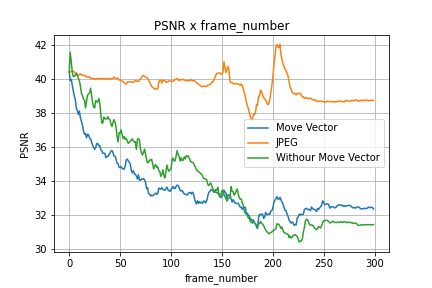 PSNR x frame_number
42
40
38
36
34
32
30
PSNR
Move Vector
JPEG
Withour Move Vector
0 50 100 150 200 250 300
frame_number